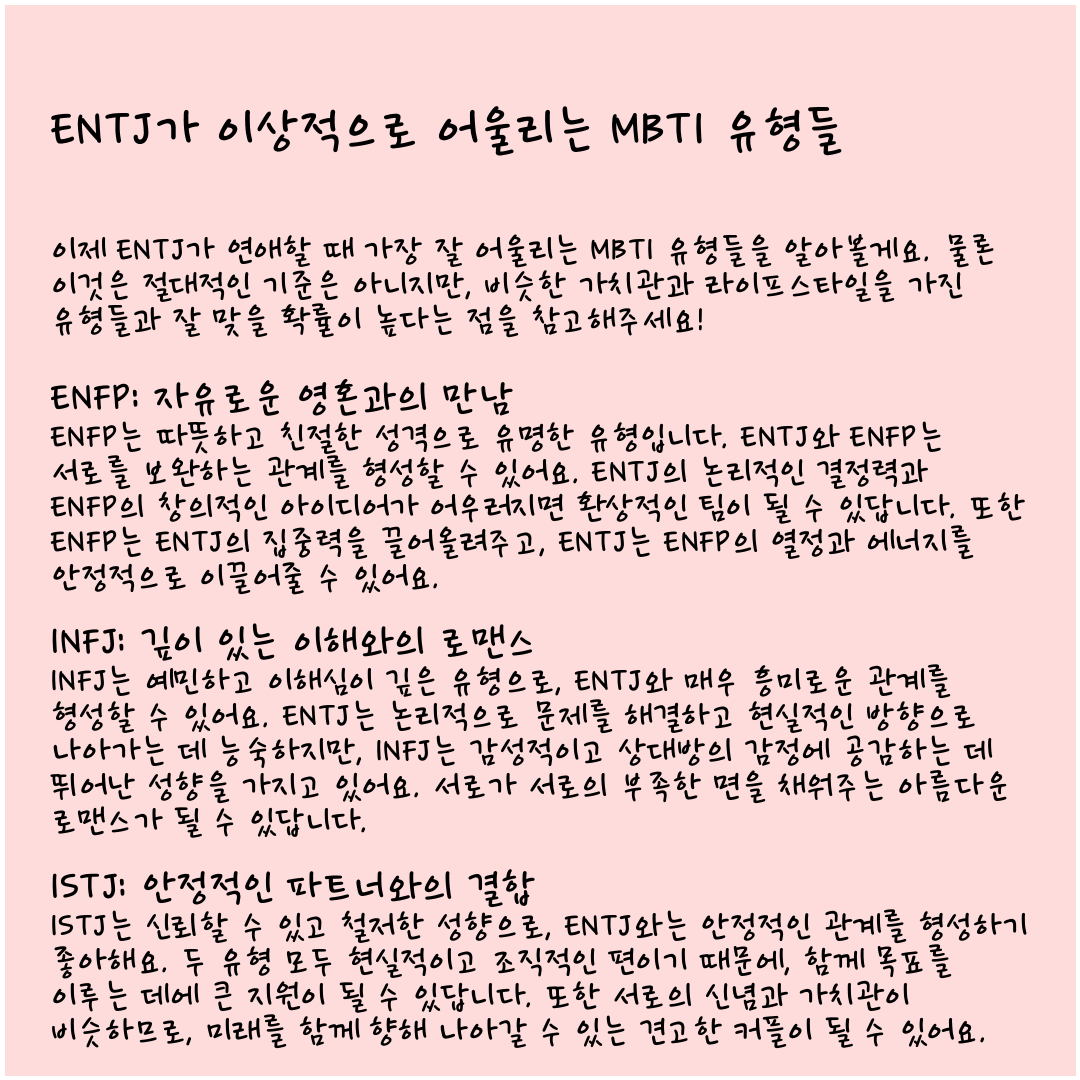 ENTJ가 이상적으로 어울리는 MBTI 유형들
이제 ENTJ가 연애할 때 가장 잘 어울리는 MBTI 유형들을 알아볼게요. 물론
이것은 절대적인 기준은 아니지만, 비슷한 가치관과 라이프스타일을 가진
유형들과 잘 맞을 확률이 높다는 점을 참고해주세요!
ENFP: 자유로운 영혼과의 만남
ENFP는 따뜻하고 친절한 성격으로 유명한 유형입니다. ENTJ와 ENFP는
서로를 보완하는 관계를 형성할 수 있어요. ENTJ의 논리적인 결정력과
ENFP의 창의적인 아이디어가 어우러지면 환상적인 팀이 될 수 있답니다. 또한
ENFP는 ENTJ의 집중력을 끌어올려주고, ENTJ는 ENFP의 열정과 에너지를
안정적으로 이끌어줄 수 있어요.
INFJ: 깊이 있는 이해와의 로맨스
INFJ는 예민하고 이해심이 깊은 유형으로, ENTJ와 매우 흥미로운 관계를
형성할 수 있어요. ENTJ는 논리적으로 문제를 해결하고 현실적인 방향으로
나아가는 데 능숙하지만, INFJ는 감성적이고 상대방의 감정에 공감하는 데
뛰어난 성향을 가지고 있어요. 서로가 서로의 부족한 면을 채워주는 아름다운
로맨스가 될 수 있답니다.
ISTJ: 안정적인 파트너와의 결합
ISTJ는 신뢰할 수 있고 철저한 성향으로, ENTJ와는 안정적인 관계를 형성하기
좋아해요. 두 유형 모두 현실적이고 조직적인 편이기 때문에, 함께 목표를
이루는 데에 큰 지원이 될 수 있답니다. 또한 서로의 신념과 가치관이
비슷하므로, 미래를 함께 향해 나아갈 수 있는 견고한 커플이 될 수 있어요.